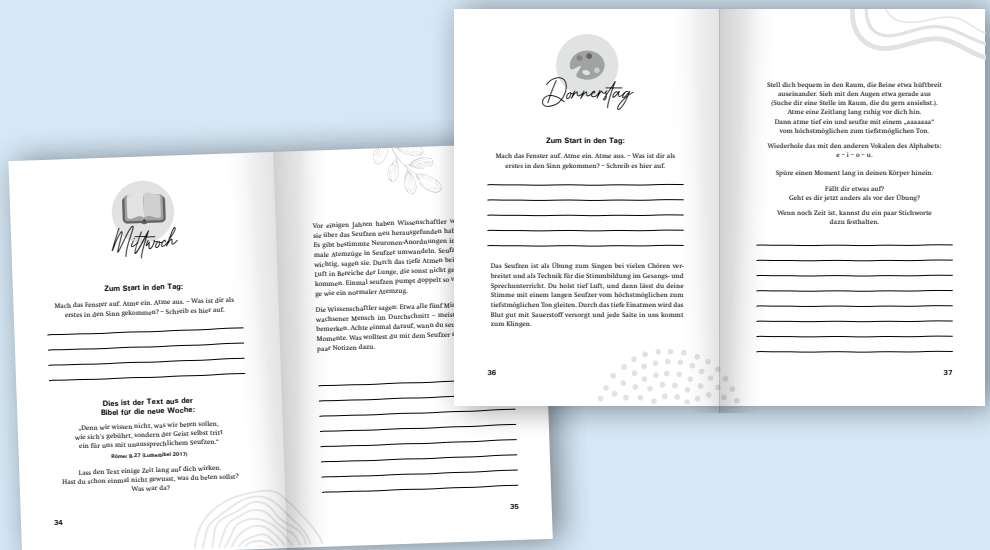 Mittwoch
Zum Start in den Tag:
Mach das Fenster auf. Atme ein. Atme aus. – Was ist dir als
erstes in den Sinn gekommen? – Schreib es hier auf.
Dies ist der Text aus der
Bibel für die neue Woche:
„Denn wir wissen nicht, was wir beten sollen,
wie sich's gebührt, sondern der Geist selbst tritt
ein für uns mit unaussprechlichem Seufzen.“
Römer 8,27 (Lutherbibel 2017)
Lass den Text einige Zeit lang auf dich wirken.
Hast du schon einmal nicht gewusst, was du beten sollst?
Was war da?
34
Vor einigen Jahren haben Wissenschaftler
sie über das Seufzen neu herausgefunden
Es gibt bestimmte Neuronen-Anordnungen
male Atemzüge in Seufzer umwandeln.
wichtig, sagen sie. Durch das tiefe Atmen
Luft in Bereiche der Lunge, die sonst nicht
kommen. Einmal seufzen pumpt doppelt so
ge wie ein normaler Atemzug.
Die Wissenschaftler sagen: Etwa alle fünf
wachsener Mensch im Durchschnitt –
bemerken. Achte einmal darauf, wann du
Momente. Was wolltest du mit dem Seufzer
paar Notizen dazu.
35
Donnerstag
Zum Start in den Tag:
Mach das Fenster auf. Atme ein. Atme aus. – Was ist dir als
erstes in den Sinn gekommen? – Schreib es hier auf.
Das Seufzen ist als Übung zum Singen bei vielen Chören ver-
breitet und als Technik für die Stimmbildung im Gesangs- und
Sprechunterricht. Du holst tief Luft, und dann lässt du deine
Stimme mit einem langen Seufzer vom höchstmöglichen zum
tiefstmöglichen Ton gleiten. Durch das tiefe Einatmen wird das
Blut gut mit Sauerstoff versorgt und jede Saite in uns kommt
zum Klingen.
36
Stell dich bequem in den Raum, die Beine etwa hüftbreit
auseinander. Sieh mit den Augen etwa gerade aus
(Suche dir eine Stelle im Raum, die du gern ansiehst.).
Atme eine Zeitlang lang ruhig vor dich hin.
Dann atme tief ein und seufze mit einem „aaaaaaa“
vom höchstmöglichen zum tiefstmöglichen Ton.
Wiederhole das mit den anderen Vokalen des Alphabets:
e – i – o – u.
Spüre einen Moment lang in deinen Körper hinein.
Fällt dir etwas auf?
Geht es dir jetzt anders als vor der Übung?
Wenn noch Zeit ist, kannst du ein paar Stichworte
dazu festhalten.
37